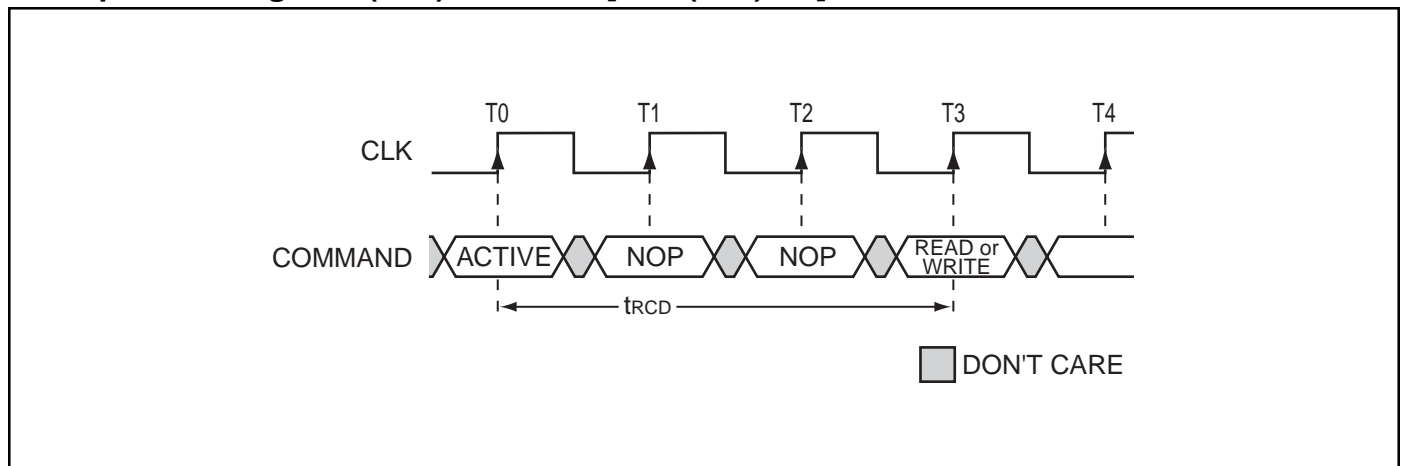 T0 T1 T2 T3 T4
CLK
COMMAND ACTIVE NOP NOP READ or
WRITE
tRCD
DON'T CARE